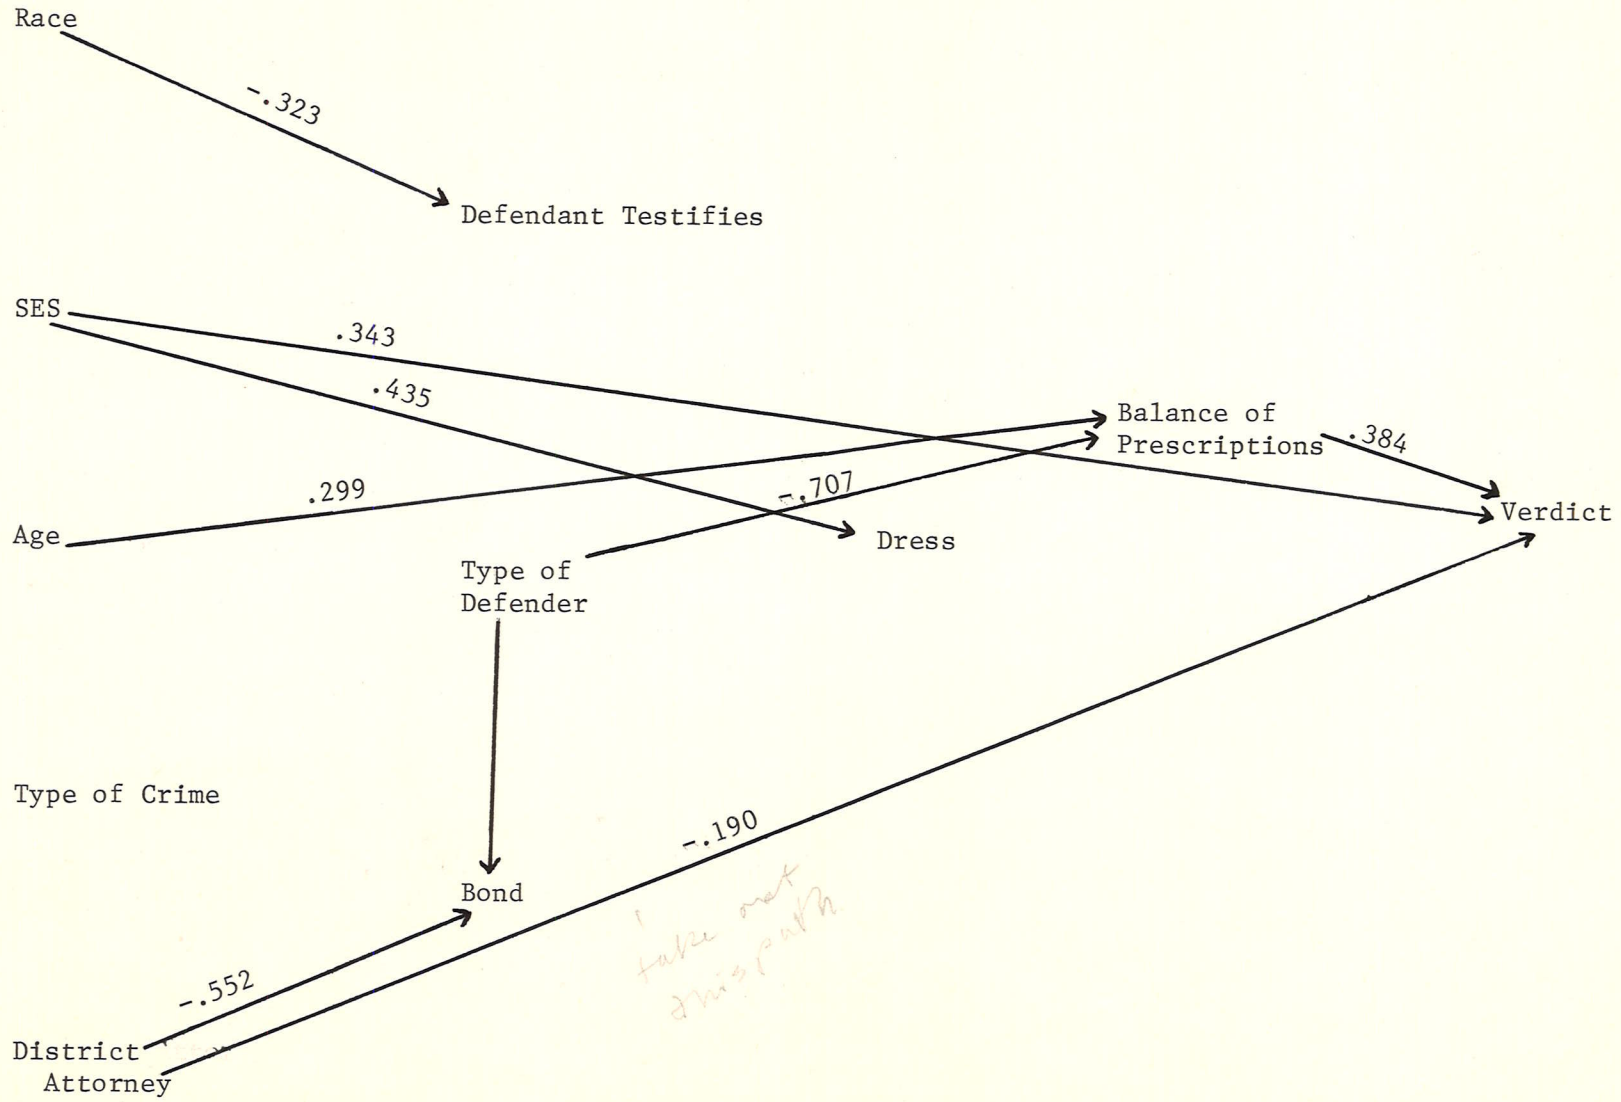 Race
-.323
Defendant Testifies
SES
.343
.435
Balance of
Prescriptions
.384
.299
-.707
Verdict
Age
Dress
Type of
Defender
Type of Crime
-.190
Bond
take out
this path
-.552
District
Attorney